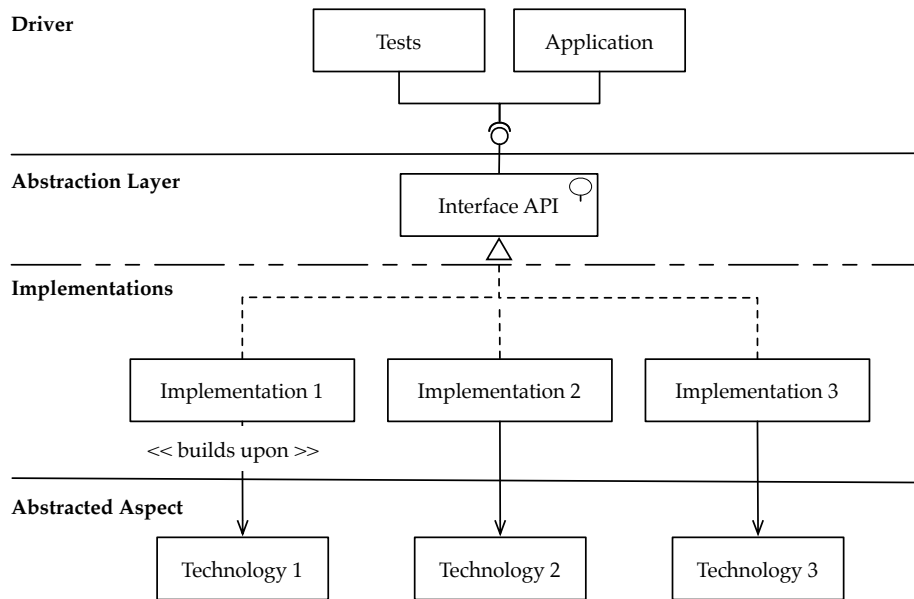 Driver
Tests
Application
Abstraction Layer
Interface API
Implementations
Implementation 1
Implementation 2
Implementation 3
<< builds upon >>
Abstracted Aspect
Technology 1
Technology 2
Technology 3